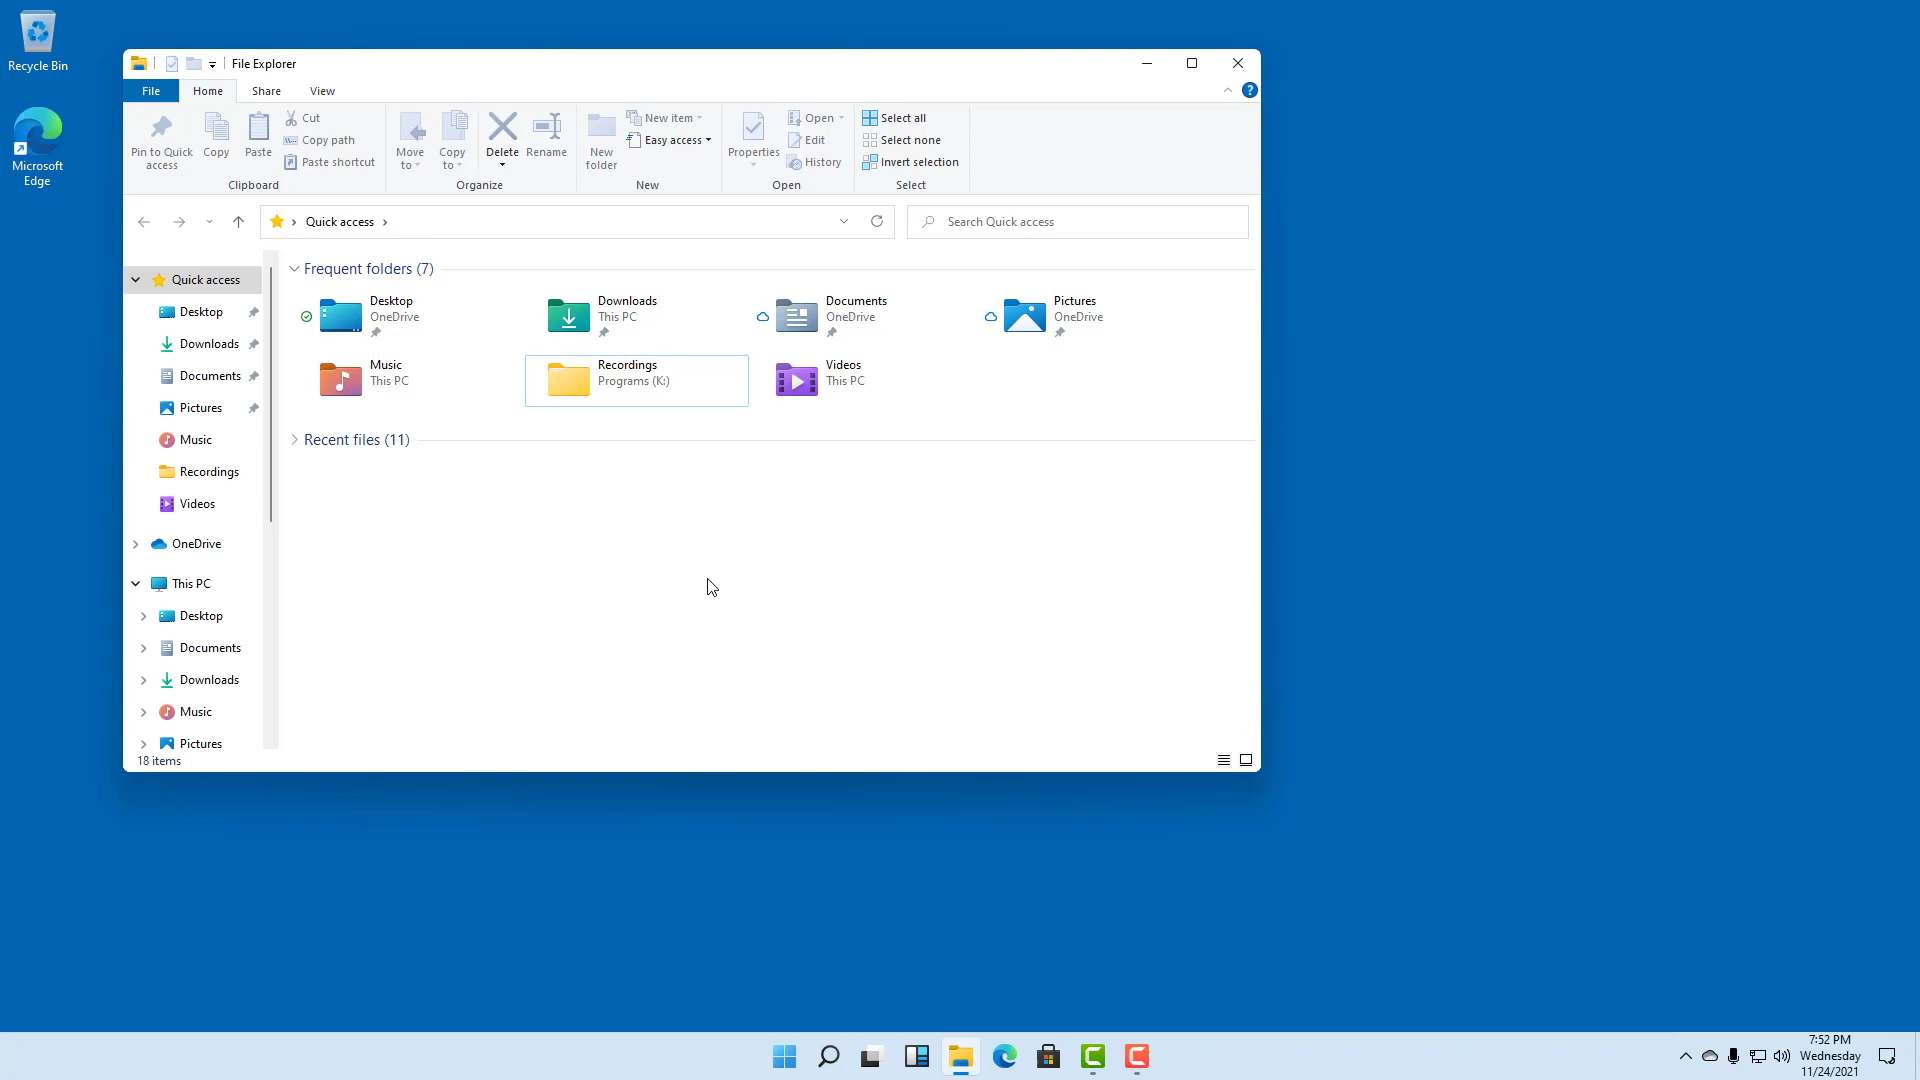 Recycle Bin
Microsoft
Edge
File Explorer
File
Home
Share
View
Pin to Quick
access
Copy
Paste
Cut
Copy path
Paste shortcut
Clipboard
Move
to
Copy
to
Delete
Rename
Organize
New
folder
New item
Easy access
New
Properties
Open
Edit
History
Open
Select all
Select none
Invert selection
Select
Quick access
Search Quick access
Quick access
Desktop
Downloads
Documents
Pictures
Music
Recordings
Videos
OneDrive
This PC
Desktop
Documents
Downloads
Music
Pictures
Frequent folders (7)
Desktop
OneDrive
Downloads
This PC
Documents
OneDrive
Pictures
OneDrive
Music
This PC
Recordings
Programs (K:)
Videos
This PC
Recent files (11)
18 items
7:52 PM
Wednesday
11/24/2021